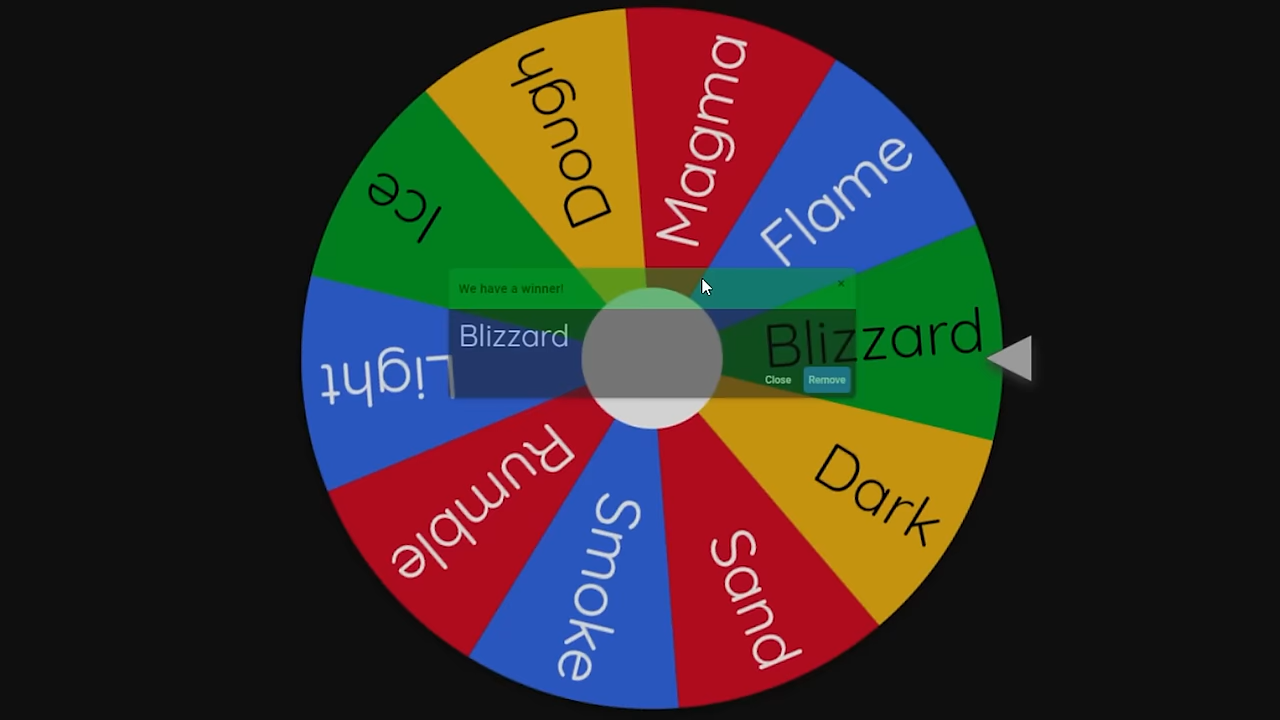 Magma
Dough
Flame
Ice
We have a winner!
×
Blizzard
Blizzard
Light
Close
Remove
Rumble
Dark
Smoke
Sand